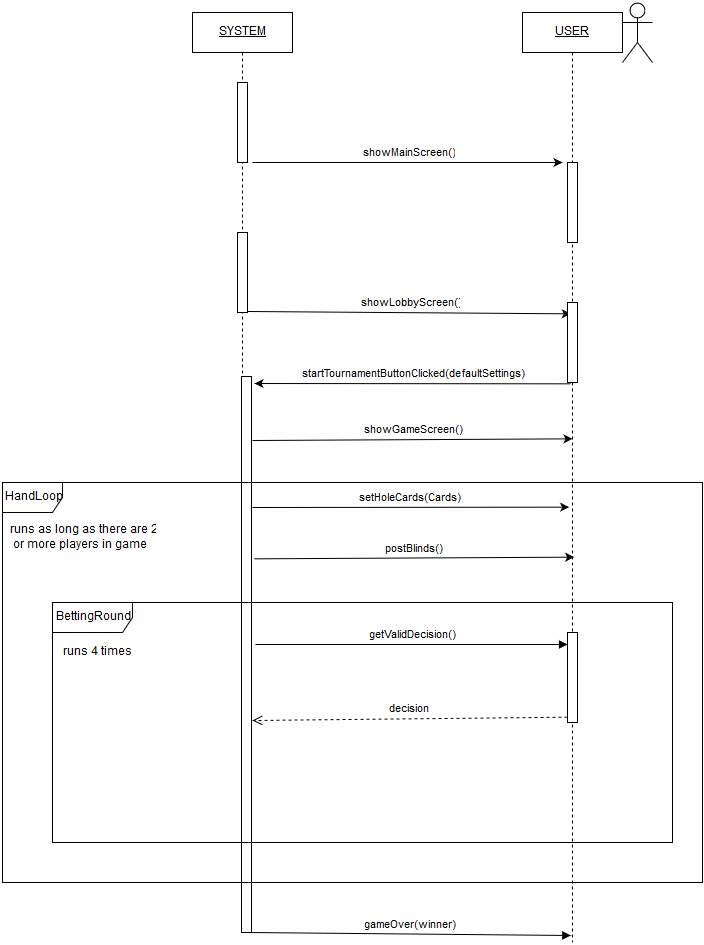 SYSTEM
USER
showMainScreen()
showLobbyScreen()
startTournamentButtonClicked(defaultSettings)
showGameScreen()
HandLoop
setHoleCards(Cards)
runs as long as there are 2
or more players in game
postBlinds()
BettingRound
getValidDecision()
runs 4 times
decision
gameOver(winner)